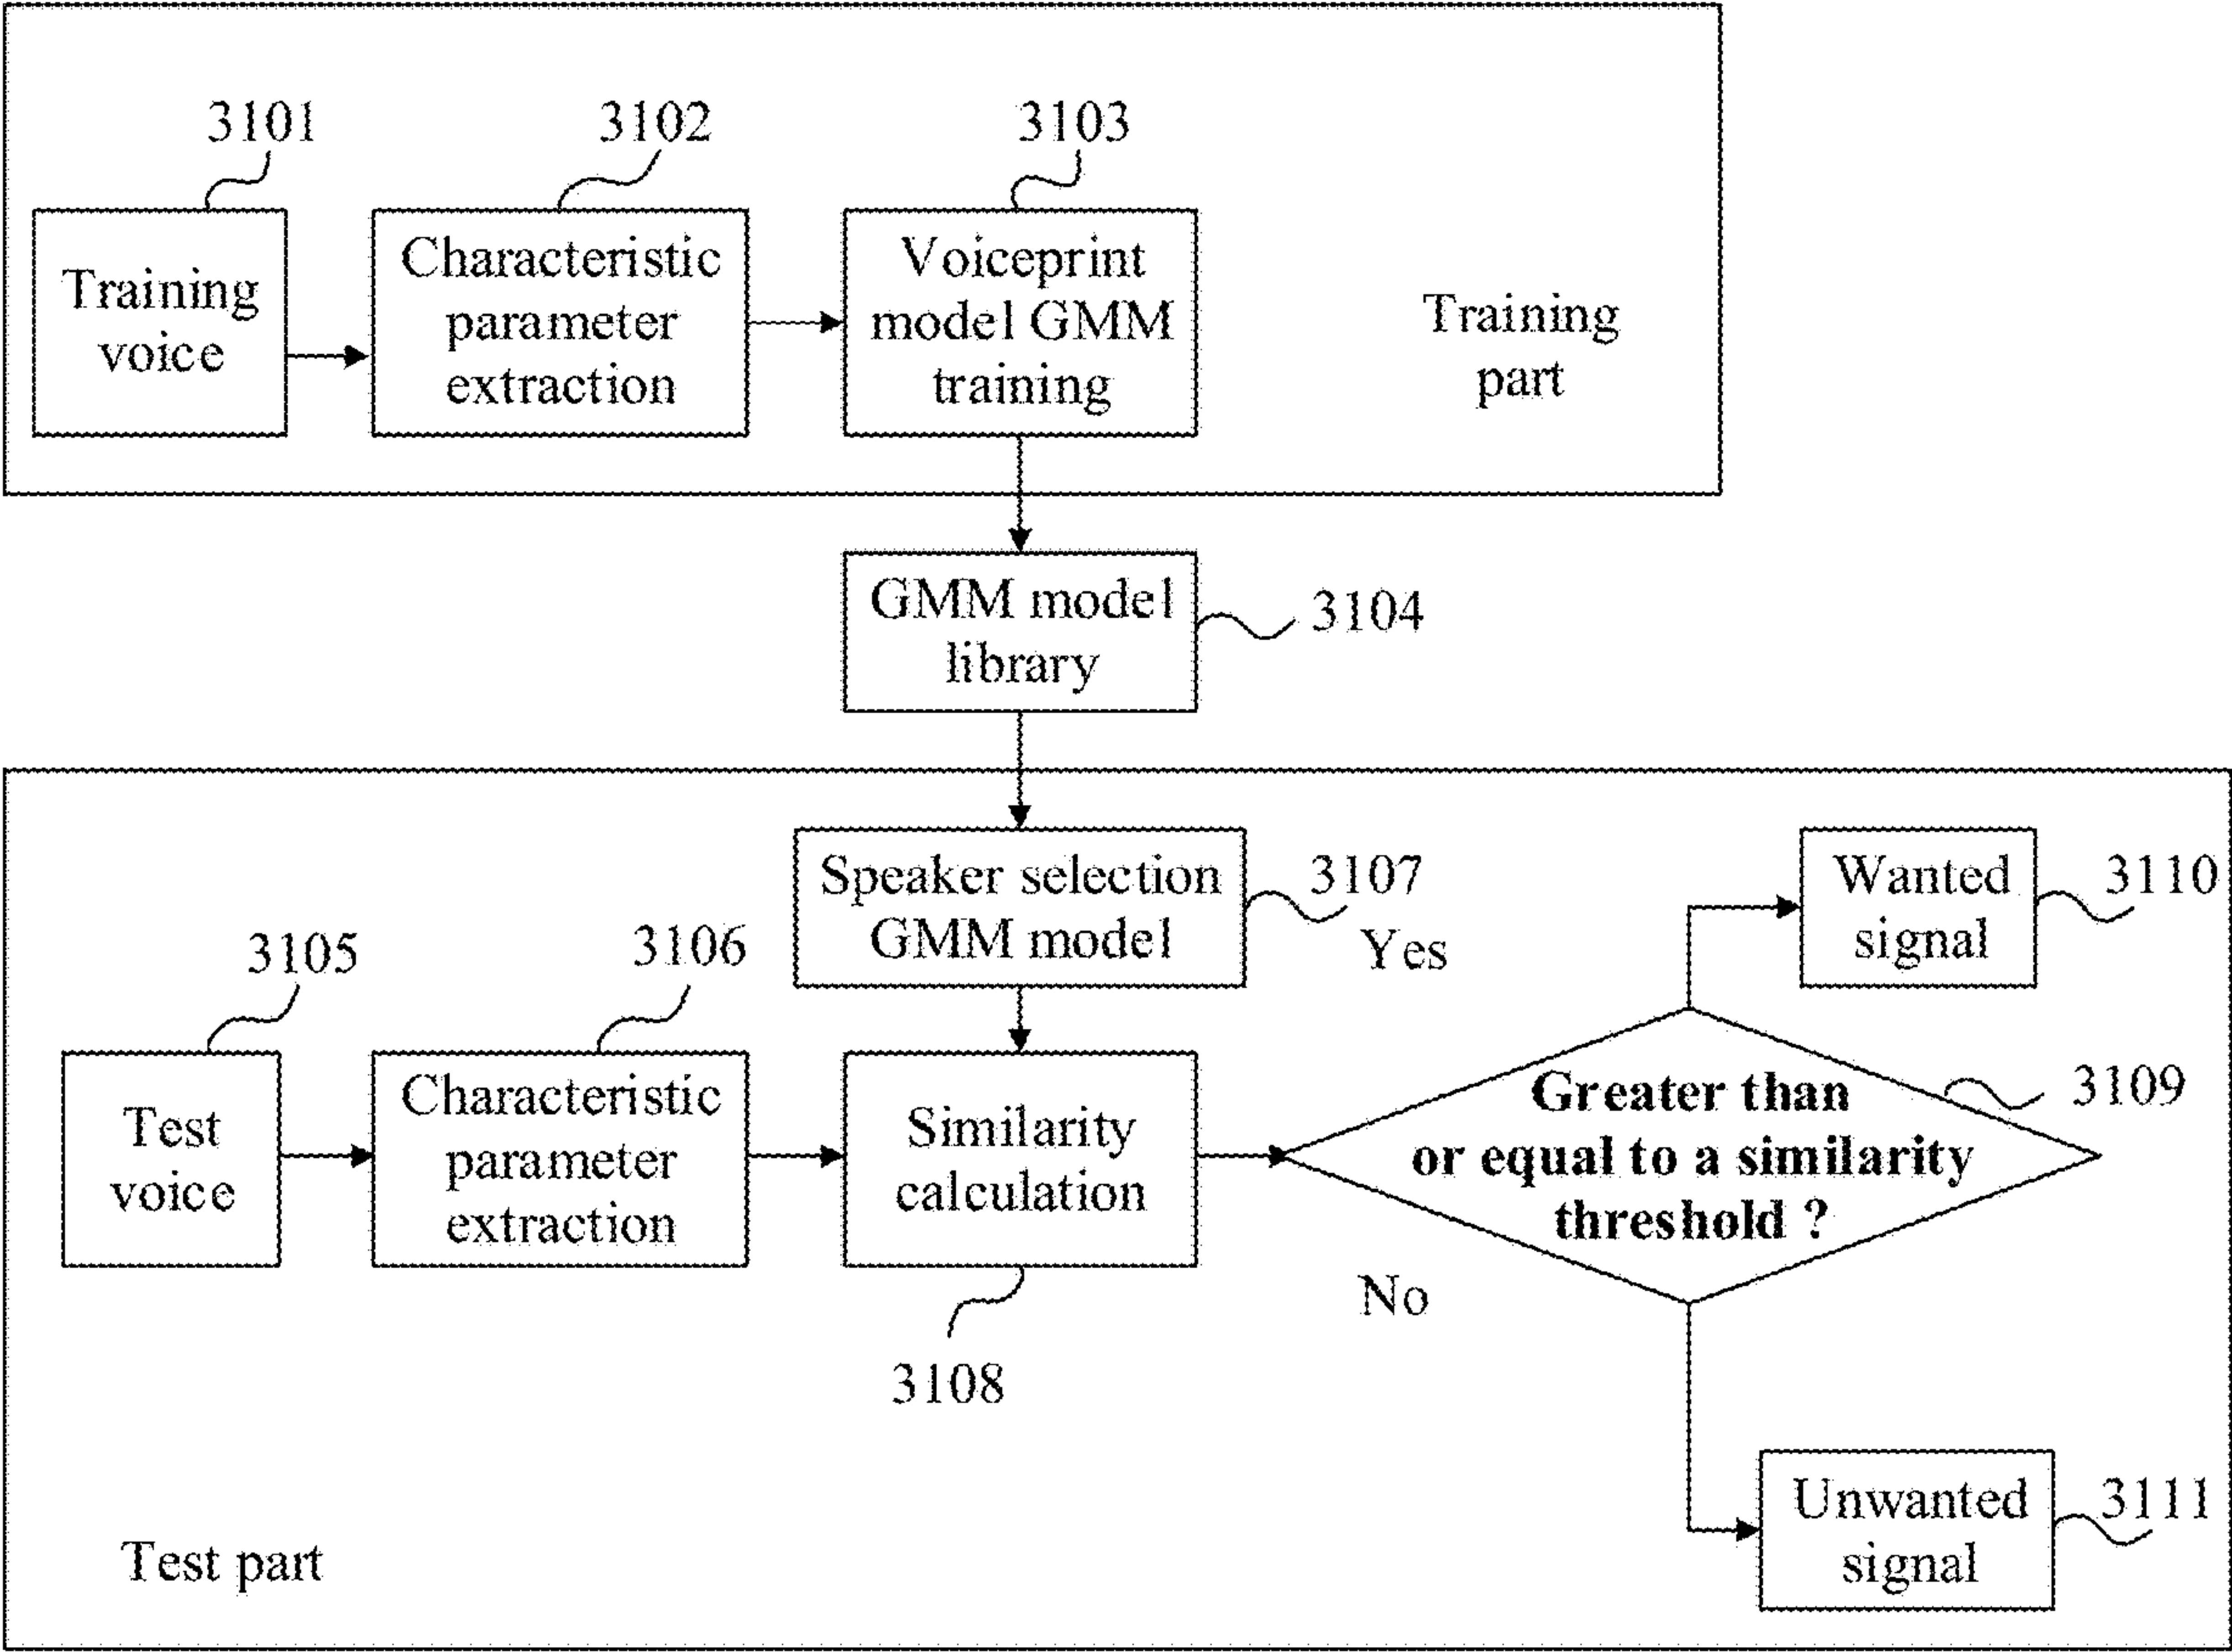 3101
3102
3103
Training
voice
Characteristic
parameter
extraction
Voiceprint
model GMM
training
Training
part
GMM model
library
3104
Speaker selection
GMM model
3107
Yes
Wanted
signal
3110
3105
3106
Test
voice
Characteristic
parameter
extraction
Similarity
calculation
3108
Greater than
or equal to a similarity
threshold ?
3109
No
Unwanted
signal
3111
Test part